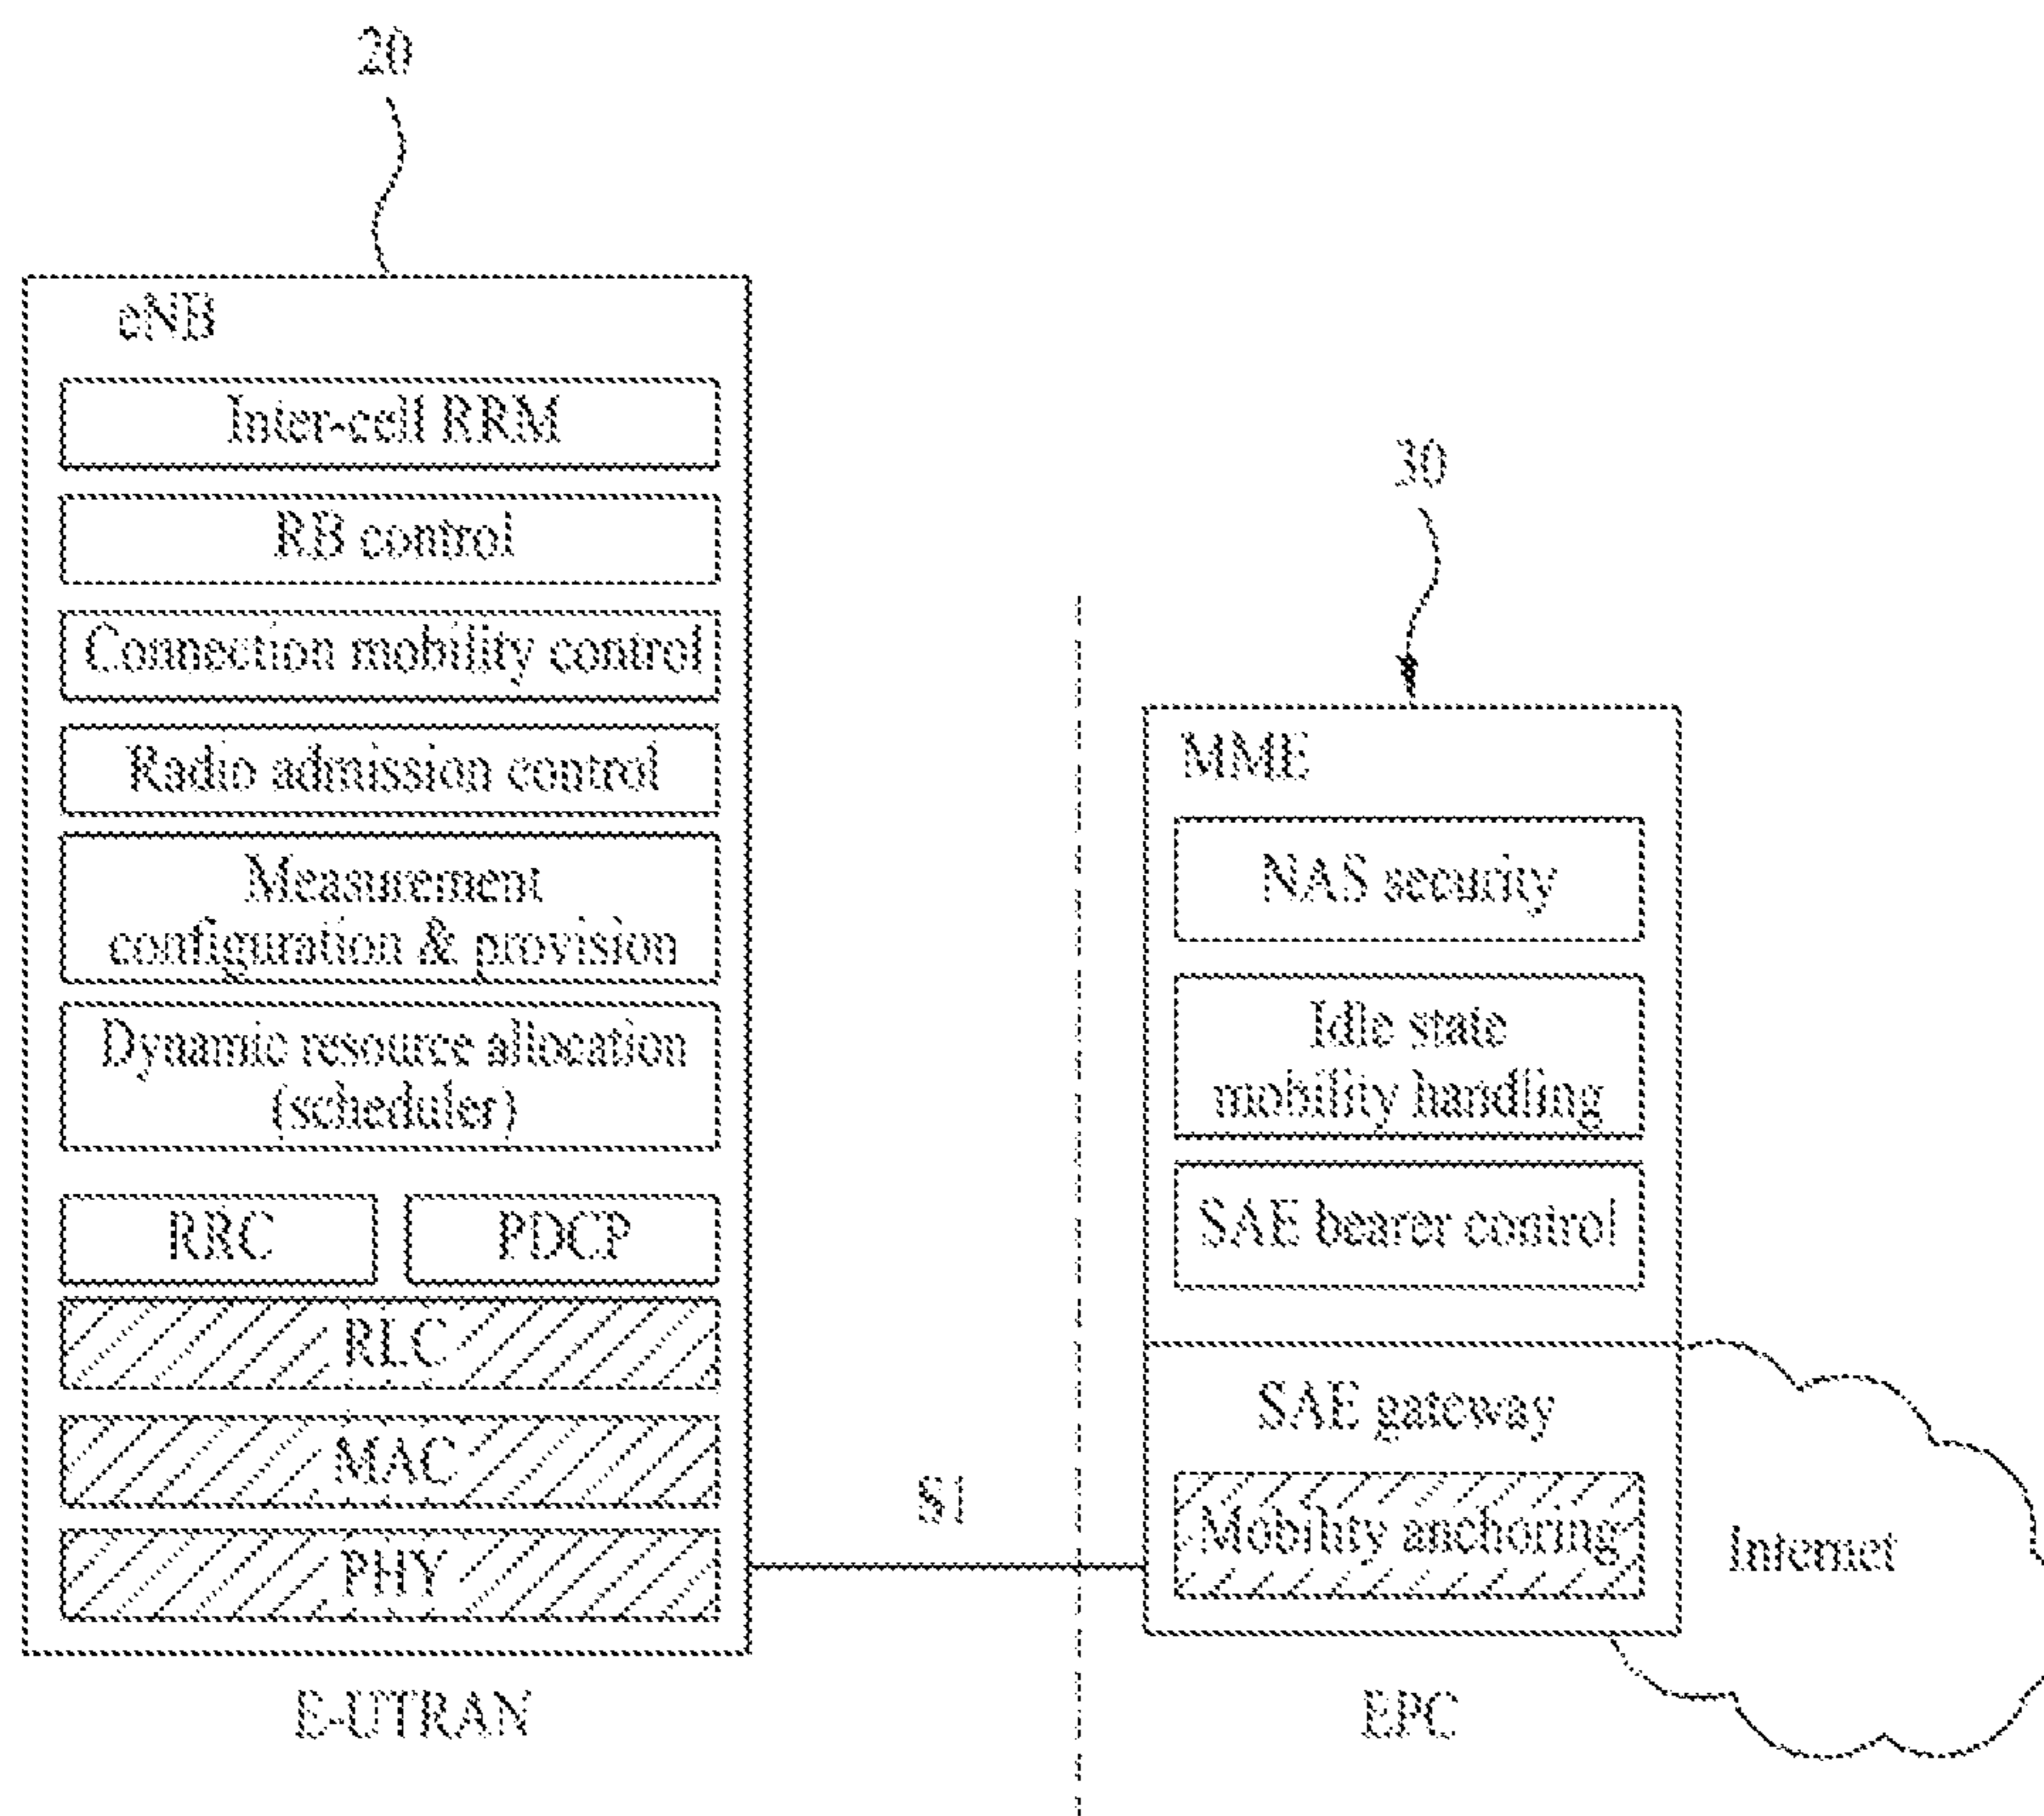 20
eNB
Inter-cell RRM
RB control
Connection mobility control
Radio admission control
Measurement
configuration & provision
Dynamic resource allocation
(scheduler)
RRC
PDCP
RLC
MAC
PHY
E-UTRAN
S1
30
MME
NAS security
Idle state
mobility handling
SAE bearer control
SAE gateway
Mobility anchoring
EPC
Internet